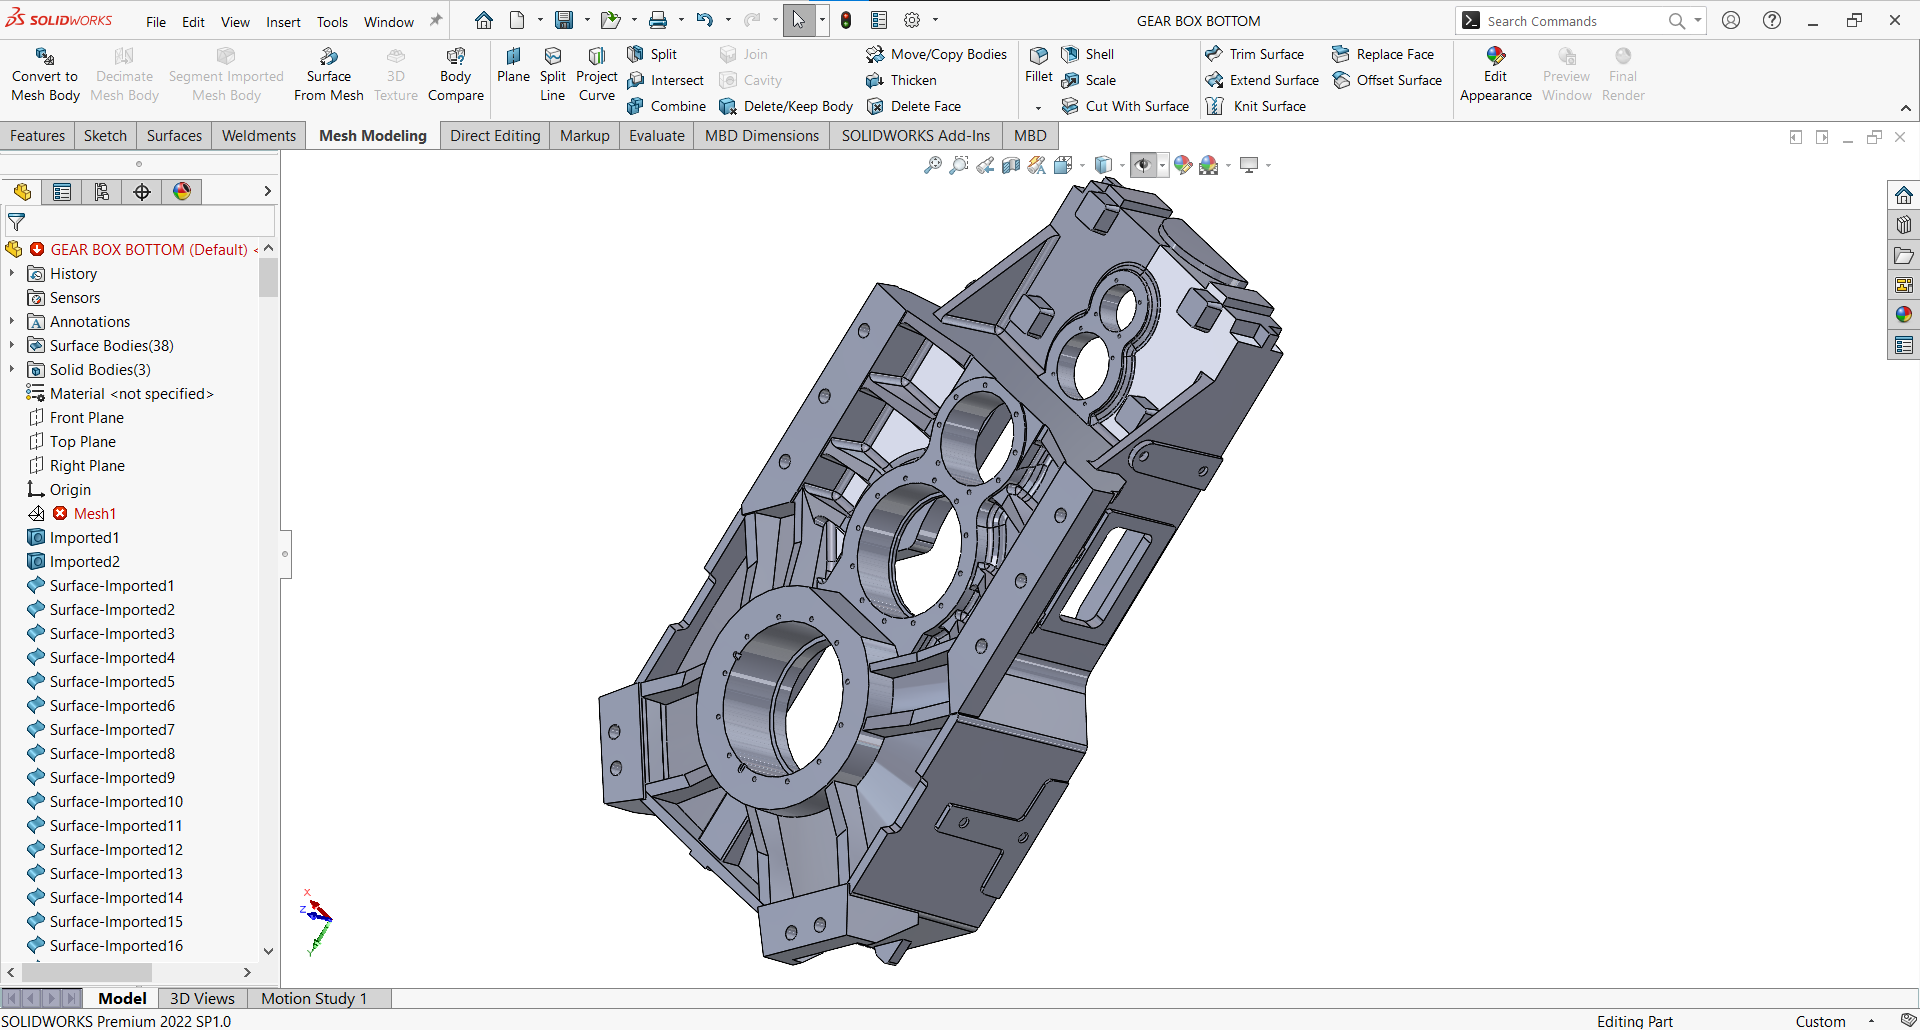 SOLIDWORKS File Edit View Insert Tools Window GEAR BOX BOTTOM Search Commands
Convert to Mesh Body
Decimate Mesh Body
Segment Imported Mesh Body
Surface From Mesh
3D Texture
Body Compare
Plane
Split Line
Project Curve
Split
Intersect
Combine
Join
Cavity
Delete/Keep Body
Move/Copy Bodies
Thicken
Delete Face
Fillet
Shell
Scale
Cut With Surface
Trim Surface
Extend Surface
Knit Surface
Replace Face
Offset Surface
Edit Appearance
Preview Window
Final Render
Features Sketch Surfaces Weldments Mesh Modeling Direct Editing Markup Evaluate MBD Dimensions SOLIDWORKS Add-Ins MBD
GEAR BOX BOTTOM (Default) <
History
Sensors
Annotations
Surface Bodies(38)
Solid Bodies(3)
Material <not specified>
Front Plane
Top Plane
Right Plane
Origin
Mesh1
Imported1
Imported2
Surface-Imported1
Surface-Imported2
Surface-Imported3
Surface-Imported4
Surface-Imported5
Surface-Imported6
Surface-Imported7
Surface-Imported8
Surface-Imported9
Surface-Imported10
Surface-Imported11
Surface-Imported12
Surface-Imported13
Surface-Imported14
Surface-Imported15
Surface-Imported16
X
Z
Y
Model 3D Views Motion Study 1
SOLIDWORKS Premium 2022 SP1.0 Editing Part Custom